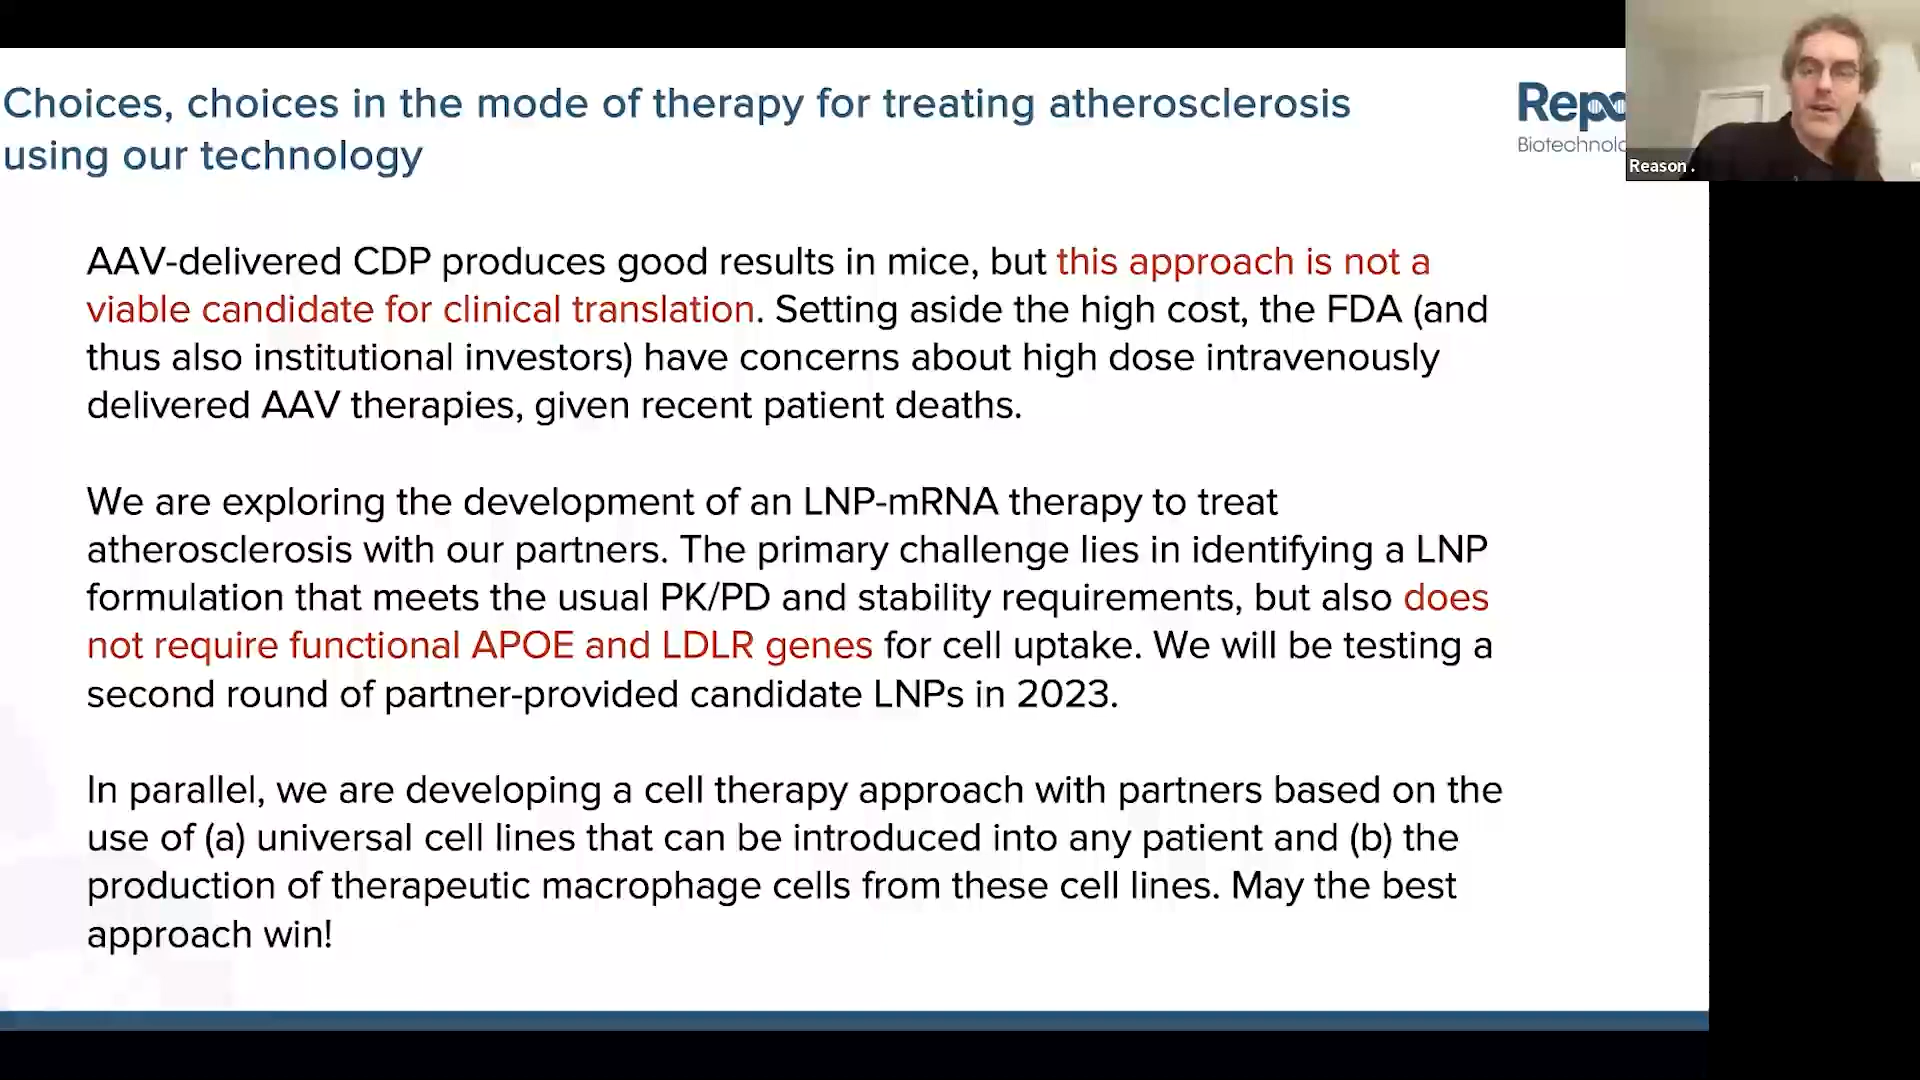 Choices, choices in the mode of therapy for treating atherosclerosis
using our technology
Repo
Biotechnolo
Reason .
AAV-delivered CDP produces good results in mice, but this approach is not a
viable candidate for clinical translation. Setting aside the high cost, the FDA (and
thus also institutional investors) have concerns about high dose intravenously
delivered AAV therapies, given recent patient deaths.
We are exploring the development of an LNP-mRNA therapy to treat
atherosclerosis with our partners. The primary challenge lies in identifying a LNP
formulation that meets the usual PK/PD and stability requirements, but also does
not require functional APOE and LDLR genes for cell uptake. We will be testing a
second round of partner-provided candidate LNPs in 2023.
In parallel, we are developing a cell therapy approach with partners based on the
use of (a) universal cell lines that can be introduced into any patient and (b) the
production of therapeutic macrophage cells from these cell lines. May the best
approach win!